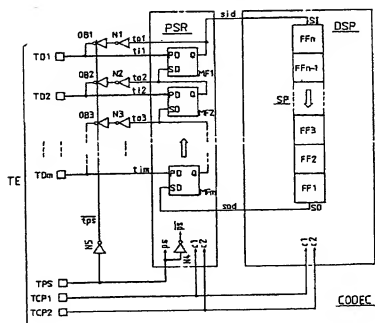 PSR
sid
DSP
SI
OB1
N1
to1
TD1
ti1
PD
Q
SD
MF1
FFn
OB2
N2
to2
TD2
ti2
PD
Q
SD
MF2
FFn-1
SP
OB3
N3
to3
TE
FF3
FF2
FF1
TDm
tim
PD
Q
SD
MFm
sod
SO
tps
N5
ps
ps
N4
c1
c2
c1
c2
TPS
TCP1
TCP2
CODEC